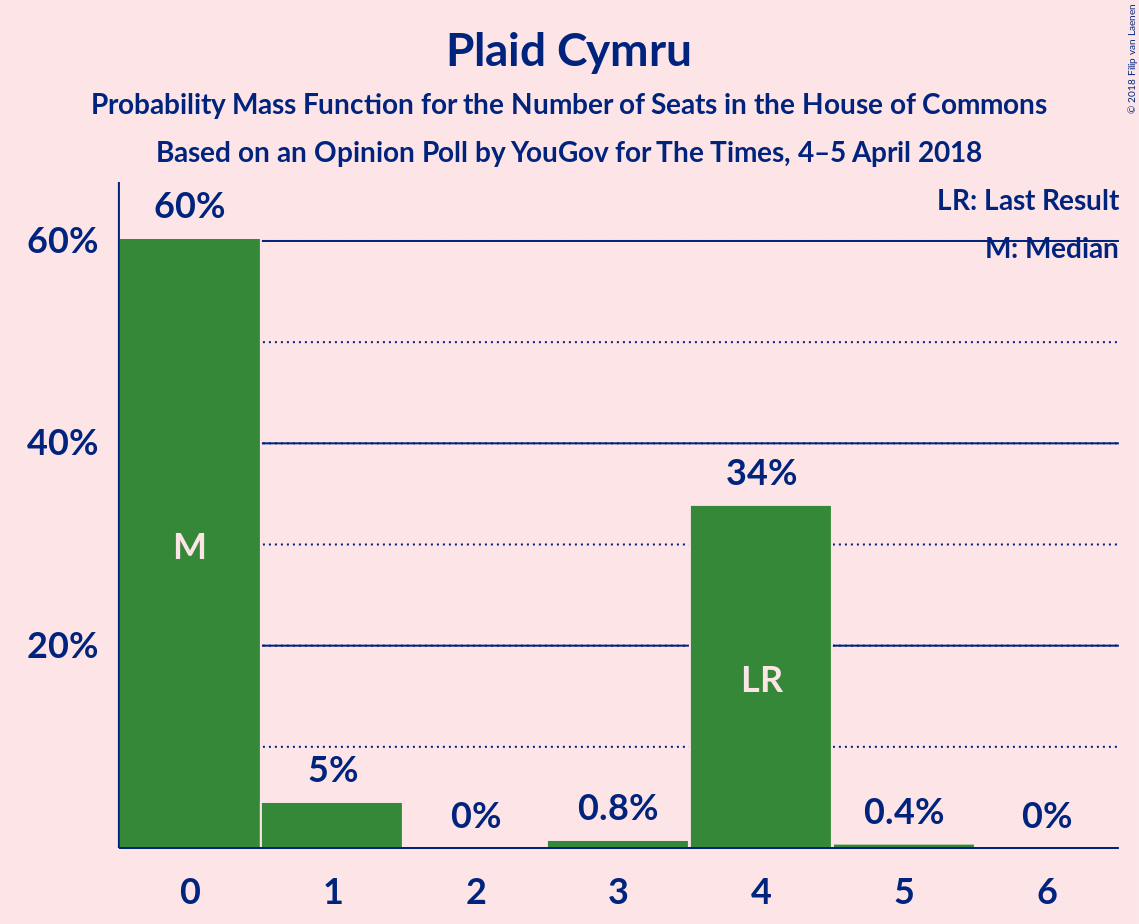 Plaid Cymru
Probability Mass Function for the Number of Seats in the House of Commons
Based on an Opinion Poll by YouGov for The Times, 4–5 April 2018
© 2018 Filip van Laenen
LR: Last Result
M: Median
60%
40%
20%
60%
5%
0%
0.8%
34%
0.4%
0%
M
LR
0 1 2 3 4 5 6